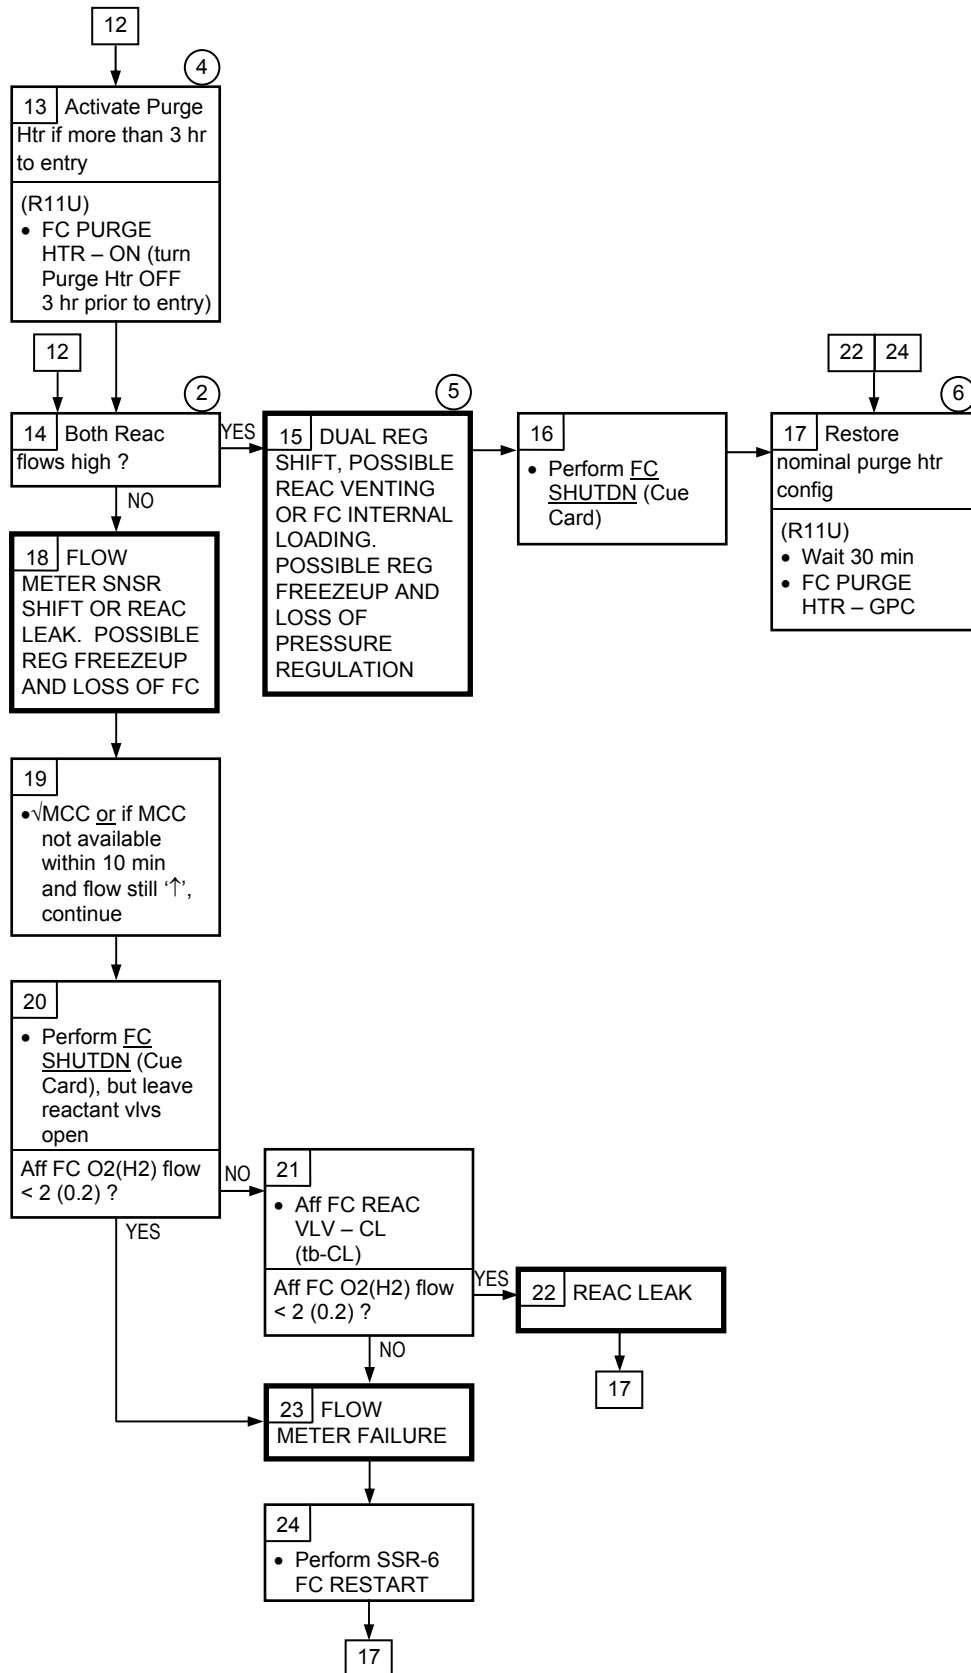 12
4
13 Activate Purge
Htr if more than 3 hr
to entry
(R11U)
• FC PURGE
HTR – ON (turn
Purge Htr OFF
3 hr prior to entry)
12
2
14 Both Reac
flows high ?
YES
NO
5
15 DUAL REG
SHIFT, POSSIBLE
REAC VENTING
OR FC INTERNAL
LOADING.
POSSIBLE REG
FREEZEUP AND
LOSS OF
PRESSURE
REGULATION
16
• Perform FC
SHUTDN (Cue
Card)
22 24
6
17 Restore
nominal purge htr
config
(R11U)
• Wait 30 min
• FC PURGE
HTR – GPC
18 FLOW
METER SNSR
SHIFT OR REAC
LEAK. POSSIBLE
REG FREEZEUP
AND LOSS OF FC
19
•√MCC or if MCC
not available
within 10 min
and flow still ‘↑’,
continue
20
• Perform FC
SHUTDN (Cue
Card), but leave
reactant vlvs
open
Aff FC O2(H2) flow
< 2 (0.2) ?
NO
YES
21
• Aff FC REAC
VLV – CL
(tb-CL)
Aff FC O2(H2) flow
< 2 (0.2) ?
YES
NO
22 REAC LEAK
17
23 FLOW
METER FAILURE
24
• Perform SSR-6
FC RESTART
17